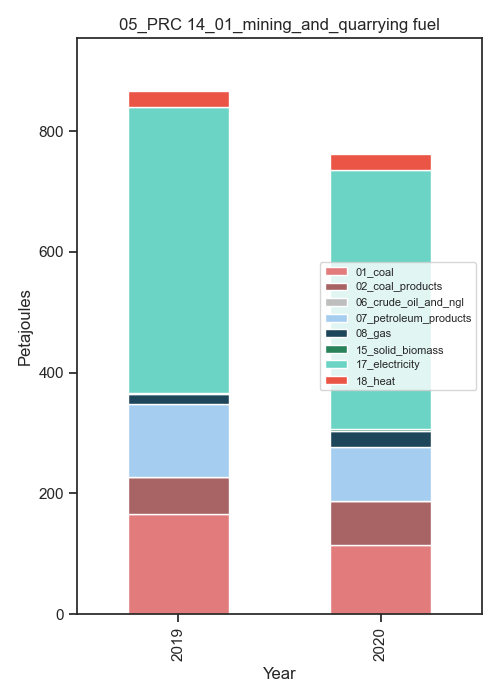 05_PRC 14_01_mining_and_quarrying fuel
800
600
400
200
0
Petajoules
01_coal
02_coal_products
06_crude_oil_and_ngl
07_petroleum_products
08_gas
15_solid_biomass
17_electricity
18_heat
2019
2020
Year